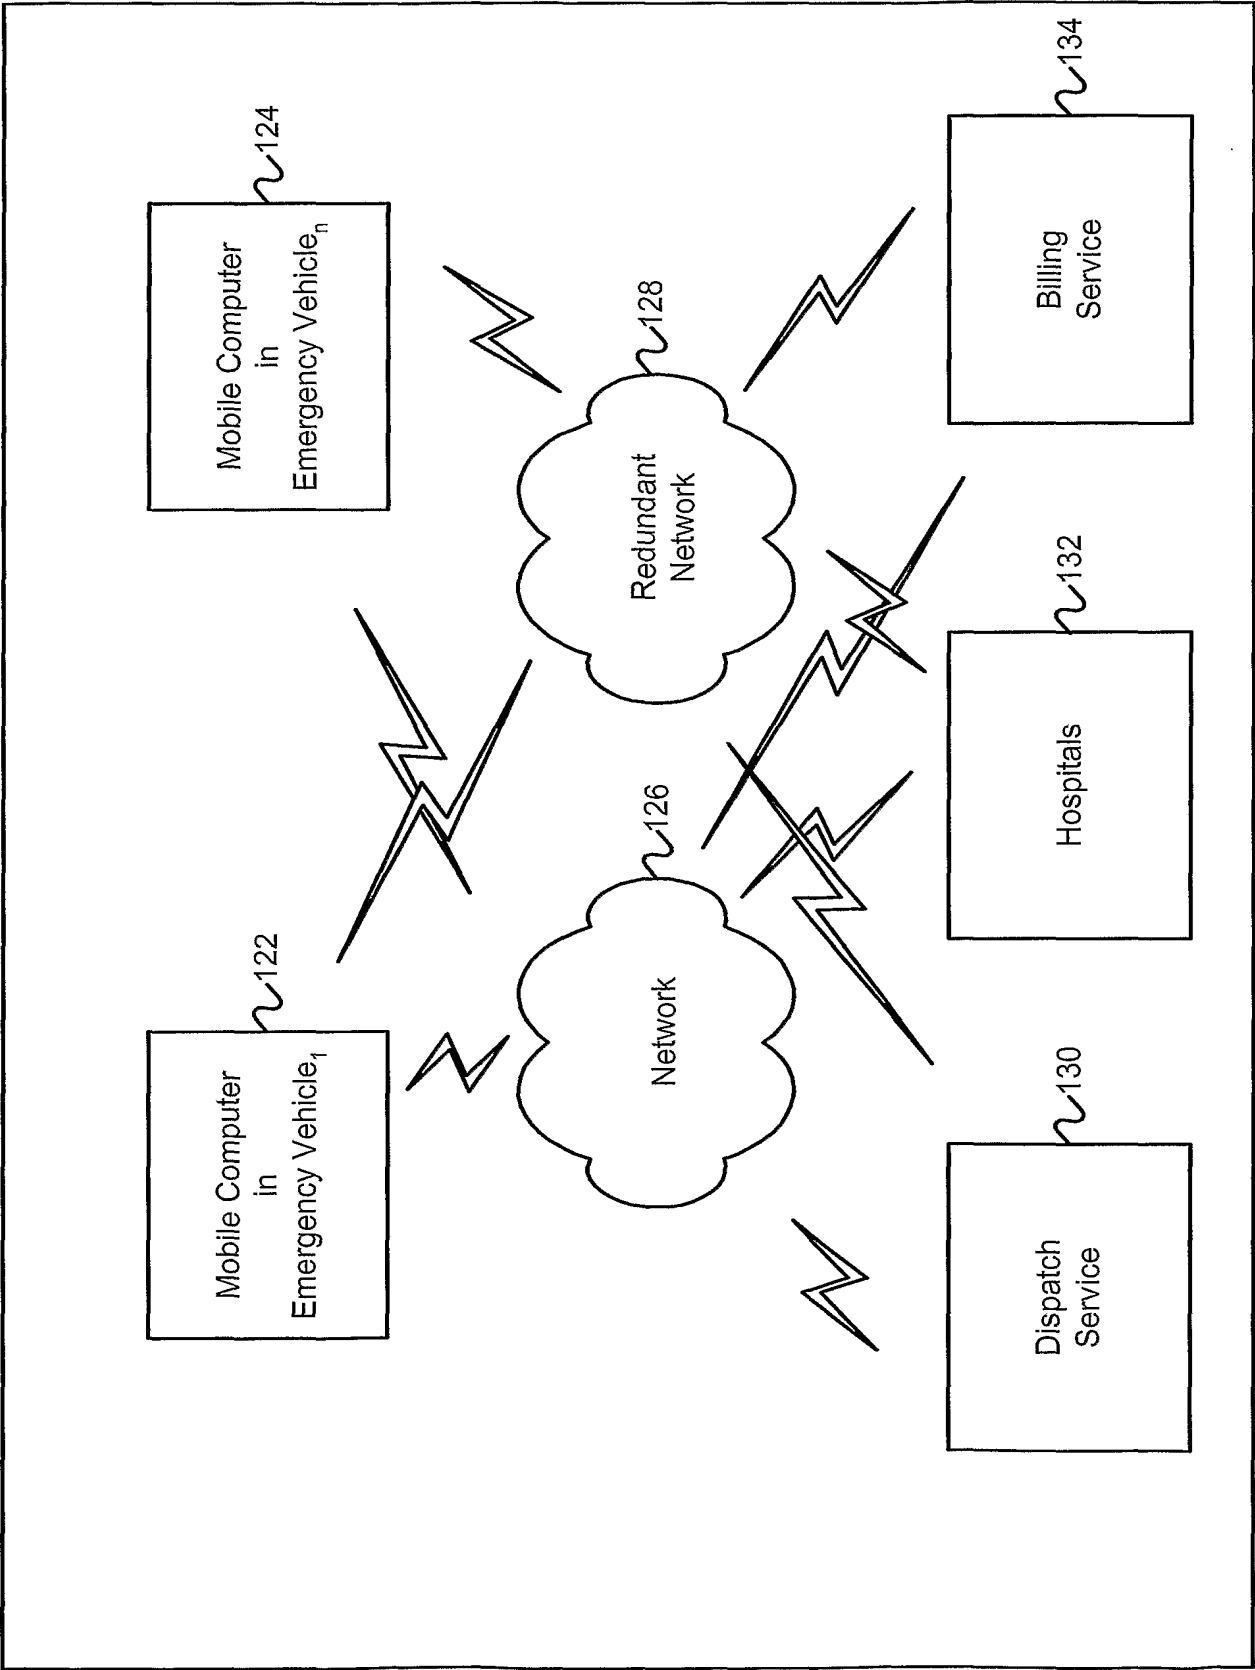 Mobile Computer
in
Emergency Vehicle₁
122
Mobile Computer
in
Emergency Vehicleₙ
124
Network
126
Redundant
Network
128
Dispatch
Service
130
Hospitals
132
Billing
Service
134